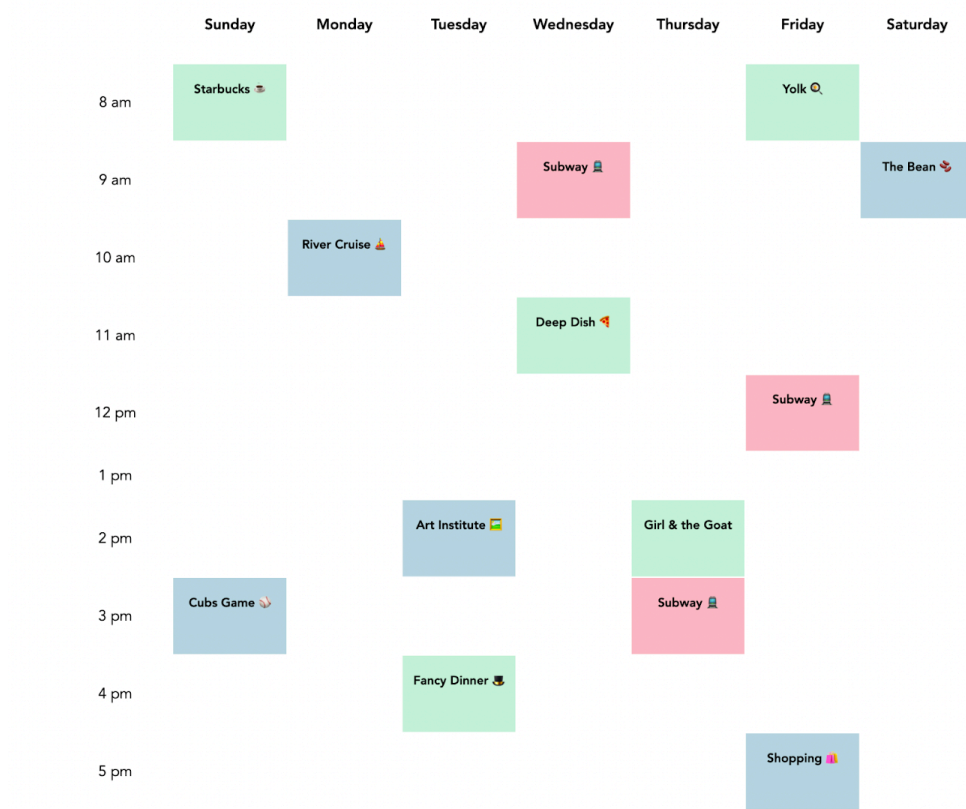 Sunday Monday Tuesday Wednesday Thursday Friday Saturday
8 am Starbucks ☕ Yolk 🍳
9 am Subway 🚆 The Bean 🫘
10 am River Cruise 🚣
11 am Deep Dish 🍕
12 pm Subway 🚆
1 pm
2 pm Art Institute 🖼️ Girl & the Goat
3 pm Cubs Game ⚾ Subway 🚆
4 pm Fancy Dinner 🎩
5 pm Shopping 🛍️